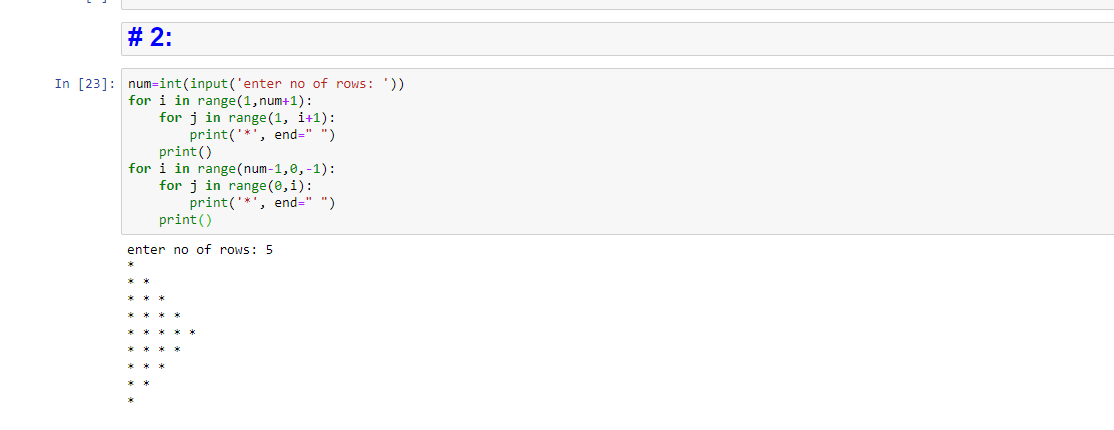 # 2:
In [23]:
num=int(input('enter no of rows: '))
for i in range(1,num+1):
    for j in range(1, i+1):
        print('*', end=" ")
    print()
for i in range(num-1,0,-1):
    for j in range(0,i):
        print('*', end=" ")
    print()
enter no of rows: 5
*
* *
* * *
* * * *
* * * * *
* * * *
* * *
* *
*